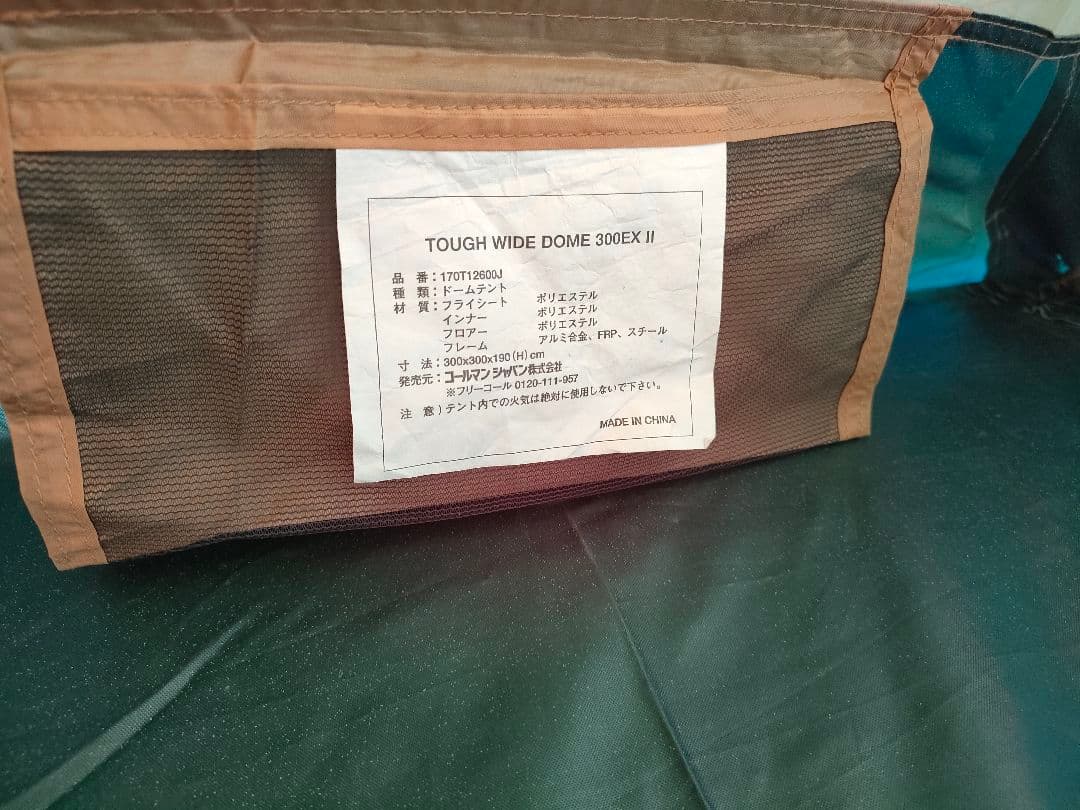 TOUGH WIDE DOME 300EX II
品 番：170T12600J
種 類：ドームテント
材 質：フライシート ポリエステル
インナー ポリエステル
フロアー ポリエステル
フレーム アルミ合金、FRP、スチール
寸 法：300x300x190(H)cm
発売元：コールマン ジャパン株式会社
※フリーコール 0120-111-957
注 意）テント内での火気は絶対に使用しないで下さい。
MADE IN CHINA